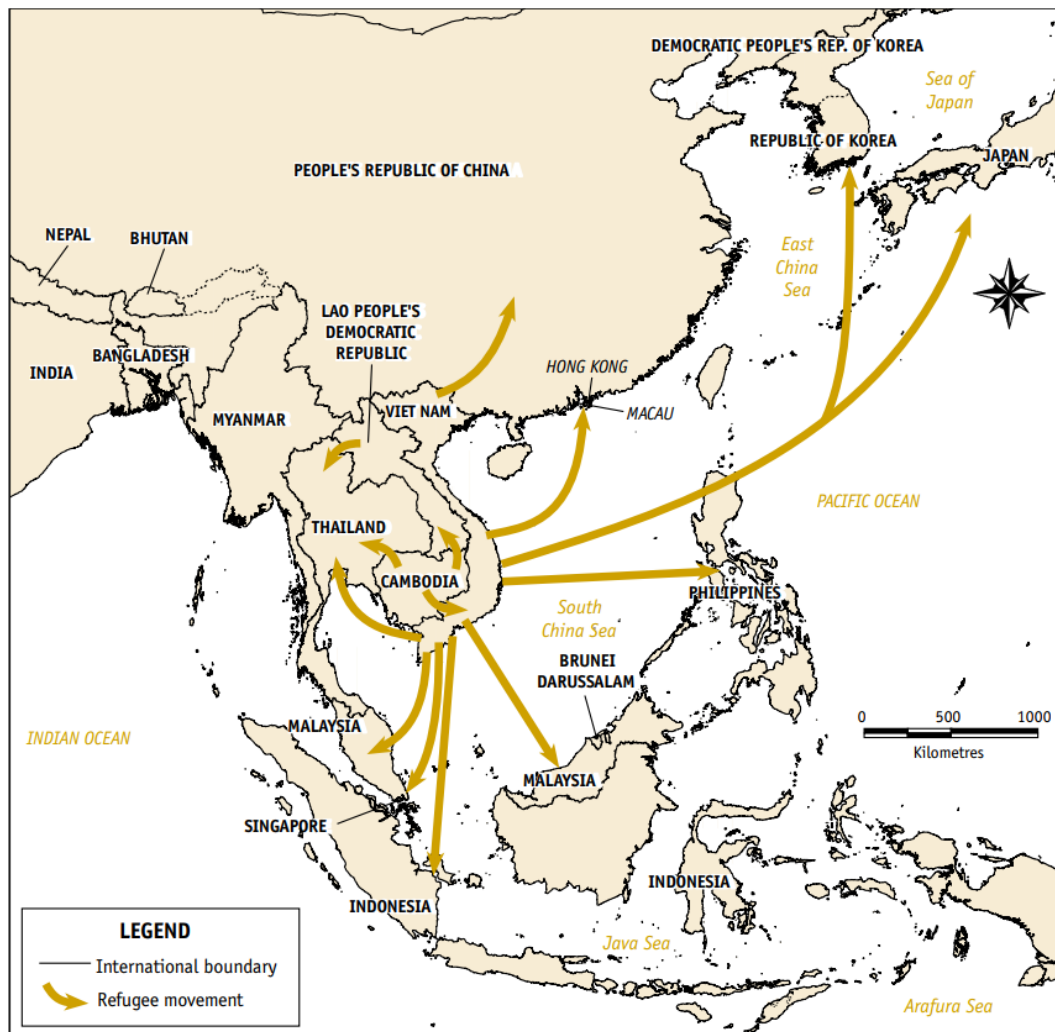 DEMOCRATIC PEOPLE'S REP. OF KOREA
Sea of
Japan
REPUBLIC OF KOREA
JAPAN
PEOPLE'S REPUBLIC OF CHINA
NEPAL
BHUTAN
East
China
Sea
LAO PEOPLE'S
DEMOCRATIC
REPUBLIC
BANGLADESH
INDIA
HONG KONG
MACAU
VIET NAM
MYANMAR
PACIFIC OCEAN
THAILAND
CAMBODIA
PHILIPPINES
South
China Sea
BRUNEI
DARUSSALAM
INDIAN OCEAN
MALAYSIA
0 500 1000
Kilometres
MALAYSIA
SINGAPORE
INDONESIA
INDONESIA
Java Sea
Arafura Sea
LEGEND
International boundary
Refugee movement